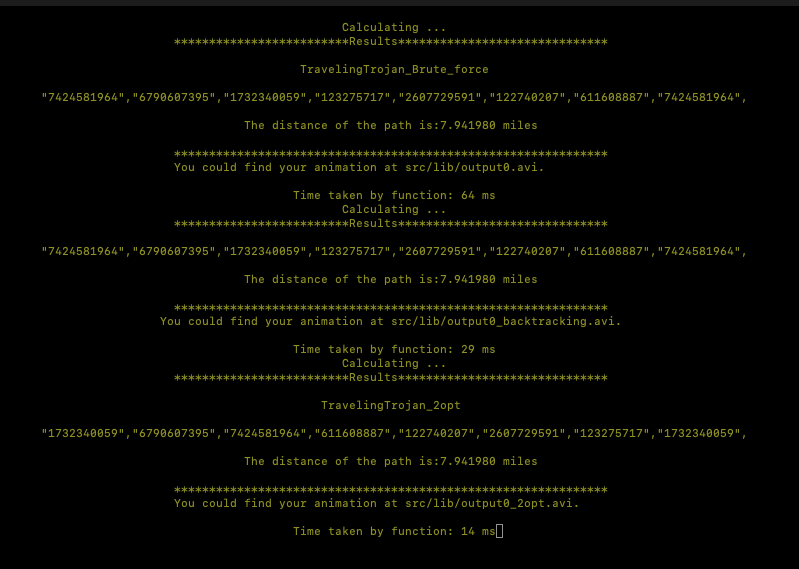 Calculating ...
*************************Results******************************
TravelingTrojan_Brute_force
"7424581964","6790607395","1732340059","123275717","2607729591","122740207","611608887","7424581964",
The distance of the path is:7.941980 miles
**************************************************************
You could find your animation at src/lib/output0.avi.
Time taken by function: 64 ms
Calculating ...
*************************Results******************************
"7424581964","6790607395","1732340059","123275717","2607729591","122740207","611608887","7424581964",
The distance of the path is:7.941980 miles
**************************************************************
You could find your animation at src/lib/output0_backtracking.avi.
Time taken by function: 29 ms
Calculating ...
*************************Results******************************
TravelingTrojan_2opt
"1732340059","6790607395","7424581964","611608887","122740207","2607729591","123275717","1732340059",
The distance of the path is:7.941980 miles
**************************************************************
You could find your animation at src/lib/output0_2opt.avi.
Time taken by function: 14 ms